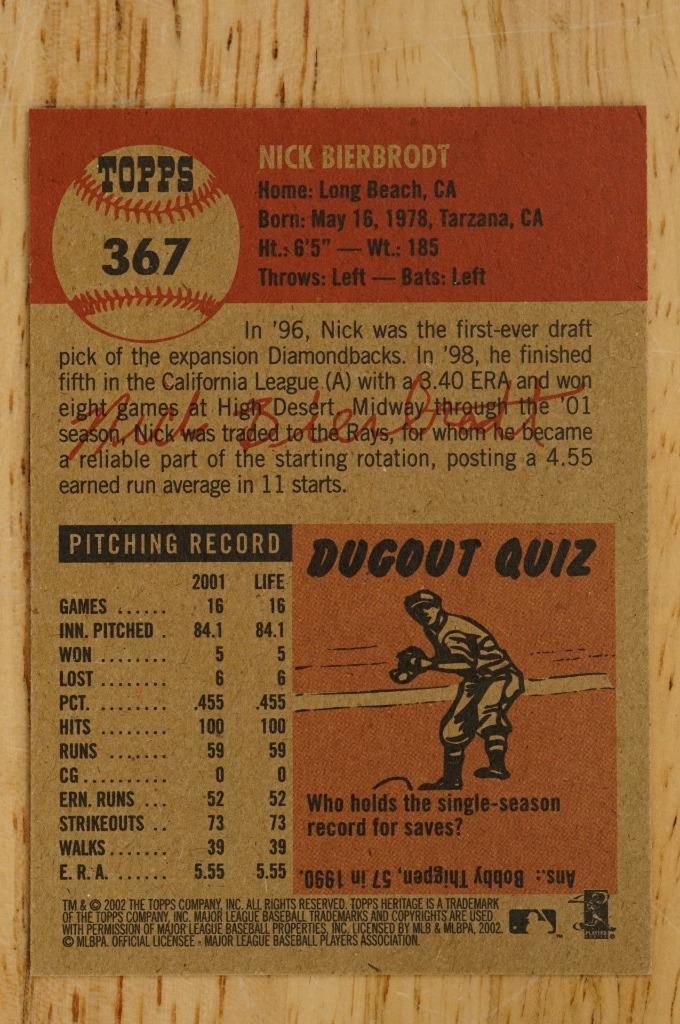 TOPPS
367
NICK BIERBRODT
Home: Long Beach, CA
Born: May 16, 1978, Tarzana, CA
Ht.: 6'5" — Wt.: 185
Throws: Left — Bats: Left
In '96, Nick was the first-ever draft
pick of the expansion Diamondbacks. In '98, he finished
fifth in the California League (A) with a 3.40 ERA and won
eight games at High Desert. Midway through the '01
season, Nick was traded to the Rays, for whom he became
a reliable part of the starting rotation, posting a 4.55
earned run average in 11 starts.
Nick Bierbrodt
PITCHING RECORD
2001 LIFE
GAMES ...... 16 16
INN. PITCHED . 84.1 84.1
WON ........ 5 5
LOST ........ 6 6
PCT. ........ .455 .455
HITS ........ 100 100
RUNS ....... 59 59
CG.......... 0 0
ERN. RUNS ... 52 52
STRIKEOUTS .. 73 73
WALKS ....... 39 39
E. R. A. ...... 5.55 5.55
DUGOUT QUIZ
Who holds the single-season
record for saves?
Ans.: Bobby Thigpen, 57 in 1990.
TM & © 2002 THE TOPPS COMPANY, INC. ALL RIGHTS RESERVED. TOPPS HERITAGE IS A TRADEMARK
OF THE TOPPS COMPANY, INC. MAJOR LEAGUE BASEBALL TRADEMARKS AND COPYRIGHTS ARE USED
WITH PERMISSION OF MAJOR LEAGUE BASEBALL PROPERTIES, INC. LICENSED BY MLB & MLBPA, 2002.
© MLBPA. OFFICIAL LICENSEE - MAJOR LEAGUE BASEBALL PLAYERS ASSOCIATION.